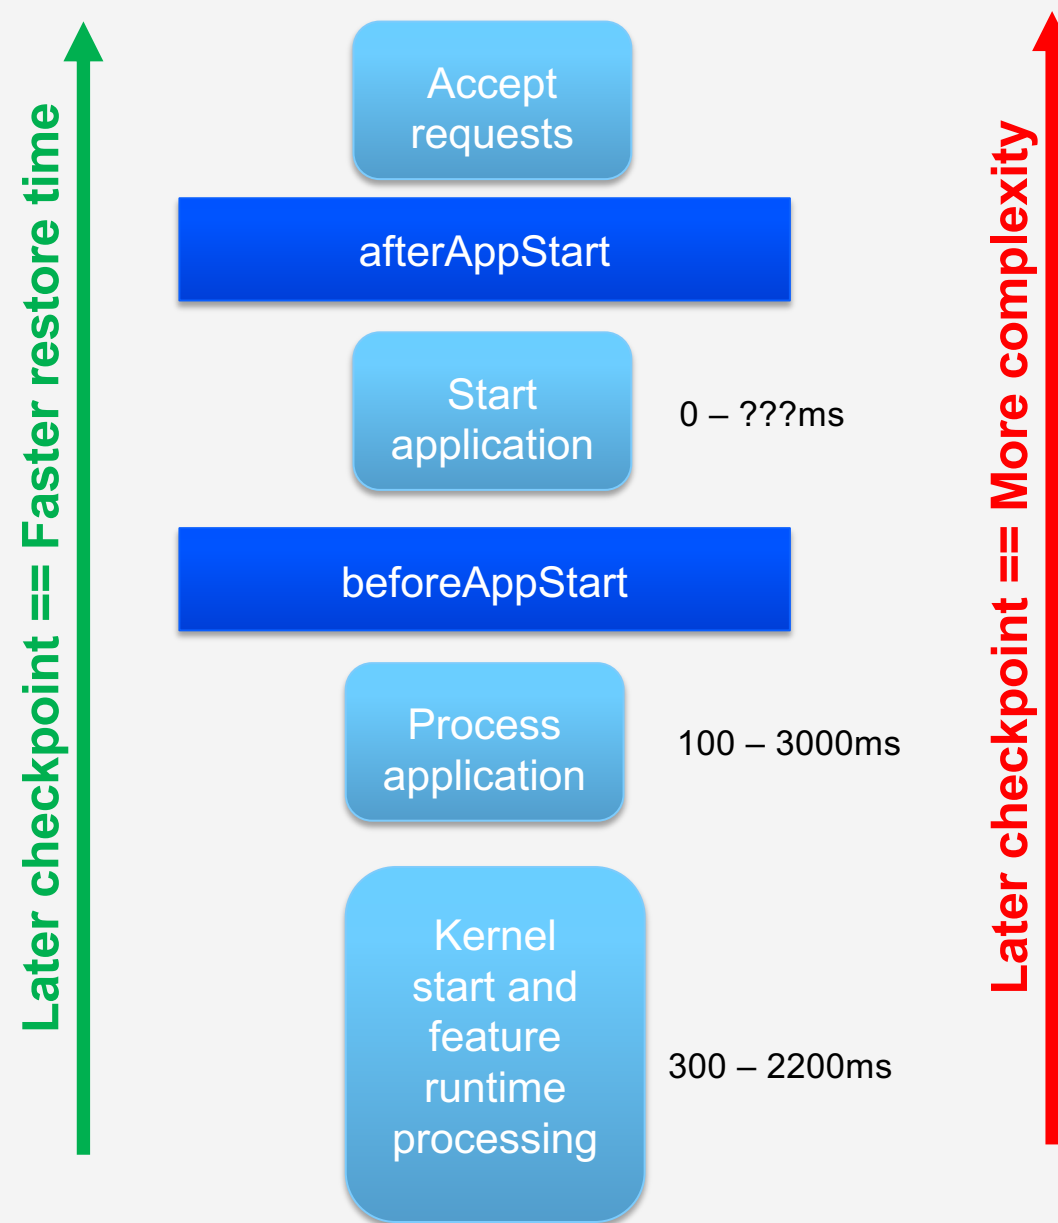 Later checkpoint == Faster restore time
Accept
requests
afterAppStart
Start
application
0 – ???ms
beforeAppStart
Process
application
100 – 3000ms
Kernel
start and
feature
runtime
processing
300 – 2200ms
Later checkpoint == More complexity